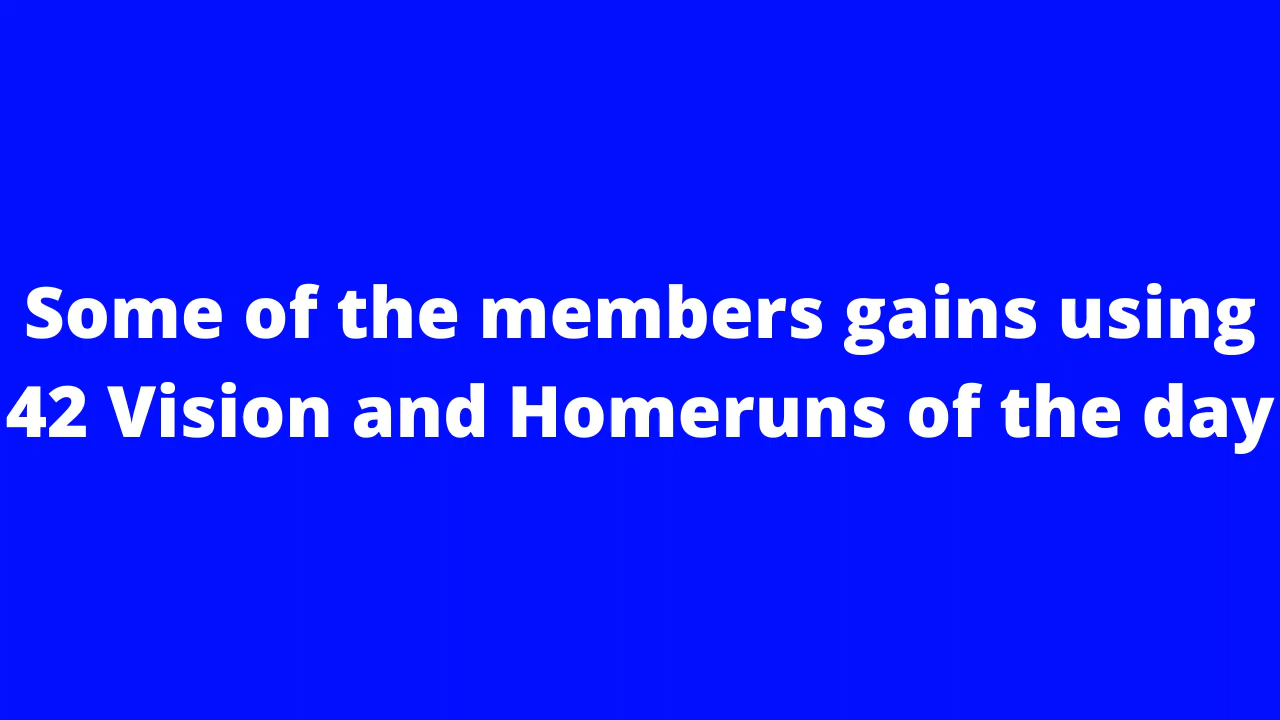 Some of the members gains using
42 Vision and Homeruns of the day